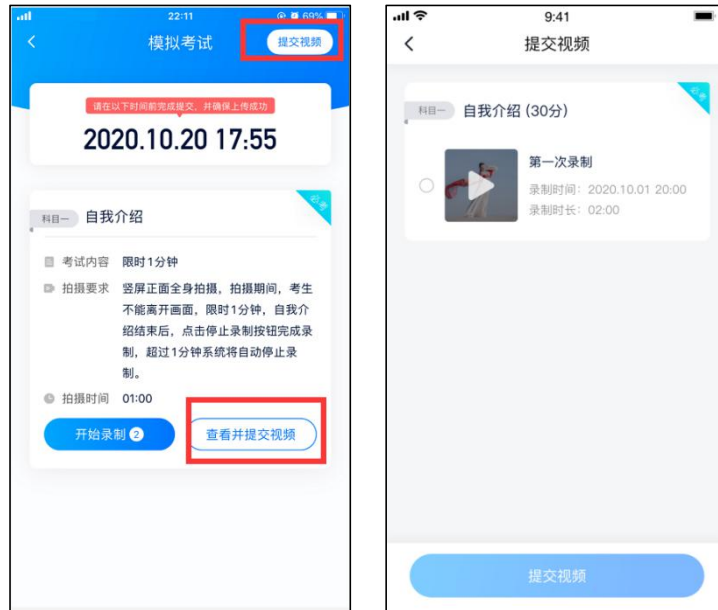 22:11
69%
模拟考试
提交视频
请在以下时间前完成提交，并确保上传成功
2020.10.20 17:55
必考
科目一
自我介绍
考试内容 限时1分钟
拍摄要求 竖屏正面全身拍摄，拍摄期间，考生
不能离开画面，限时1分钟，自我介
绍结束后，点击停止录制按钮完成录
制，超过1分钟系统将自动停止录
制。
拍摄时间 01:00
开始录制 2
查看并提交视频
9:41
提交视频
必考
科目一
自我介绍 (30分)
第一次录制
录制时间：2020.10.01 20:00
录制时长：02:00
提交视频